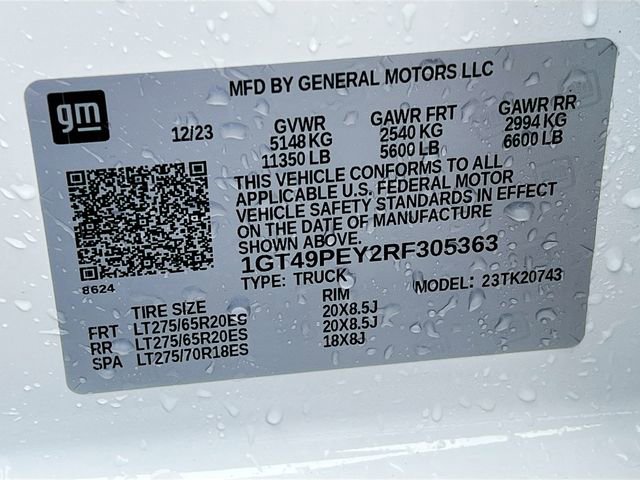 MFD BY GENERAL MOTORS LLC
gm
12/23
GVWR
5148 KG
11350 LB
GAWR FRT
2540 KG
5600 LB
GAWR RR
2994 KG
6600 LB
THIS VEHICLE CONFORMS TO ALL
APPLICABLE U.S. FEDERAL MOTOR
VEHICLE SAFETY STANDARDS IN EFFECT
ON THE DATE OF MANUFACTURE
SHOWN ABOVE.
1GT49PEY2RF305363
8624
TYPE: TRUCK
MODEL: 23TK20743
TIRE SIZE
RIM
FRT LT275/65R20ES 20X8.5J
RR LT275/65R20ES 20X8.5J
SPA LT275/70R18ES 18X8J